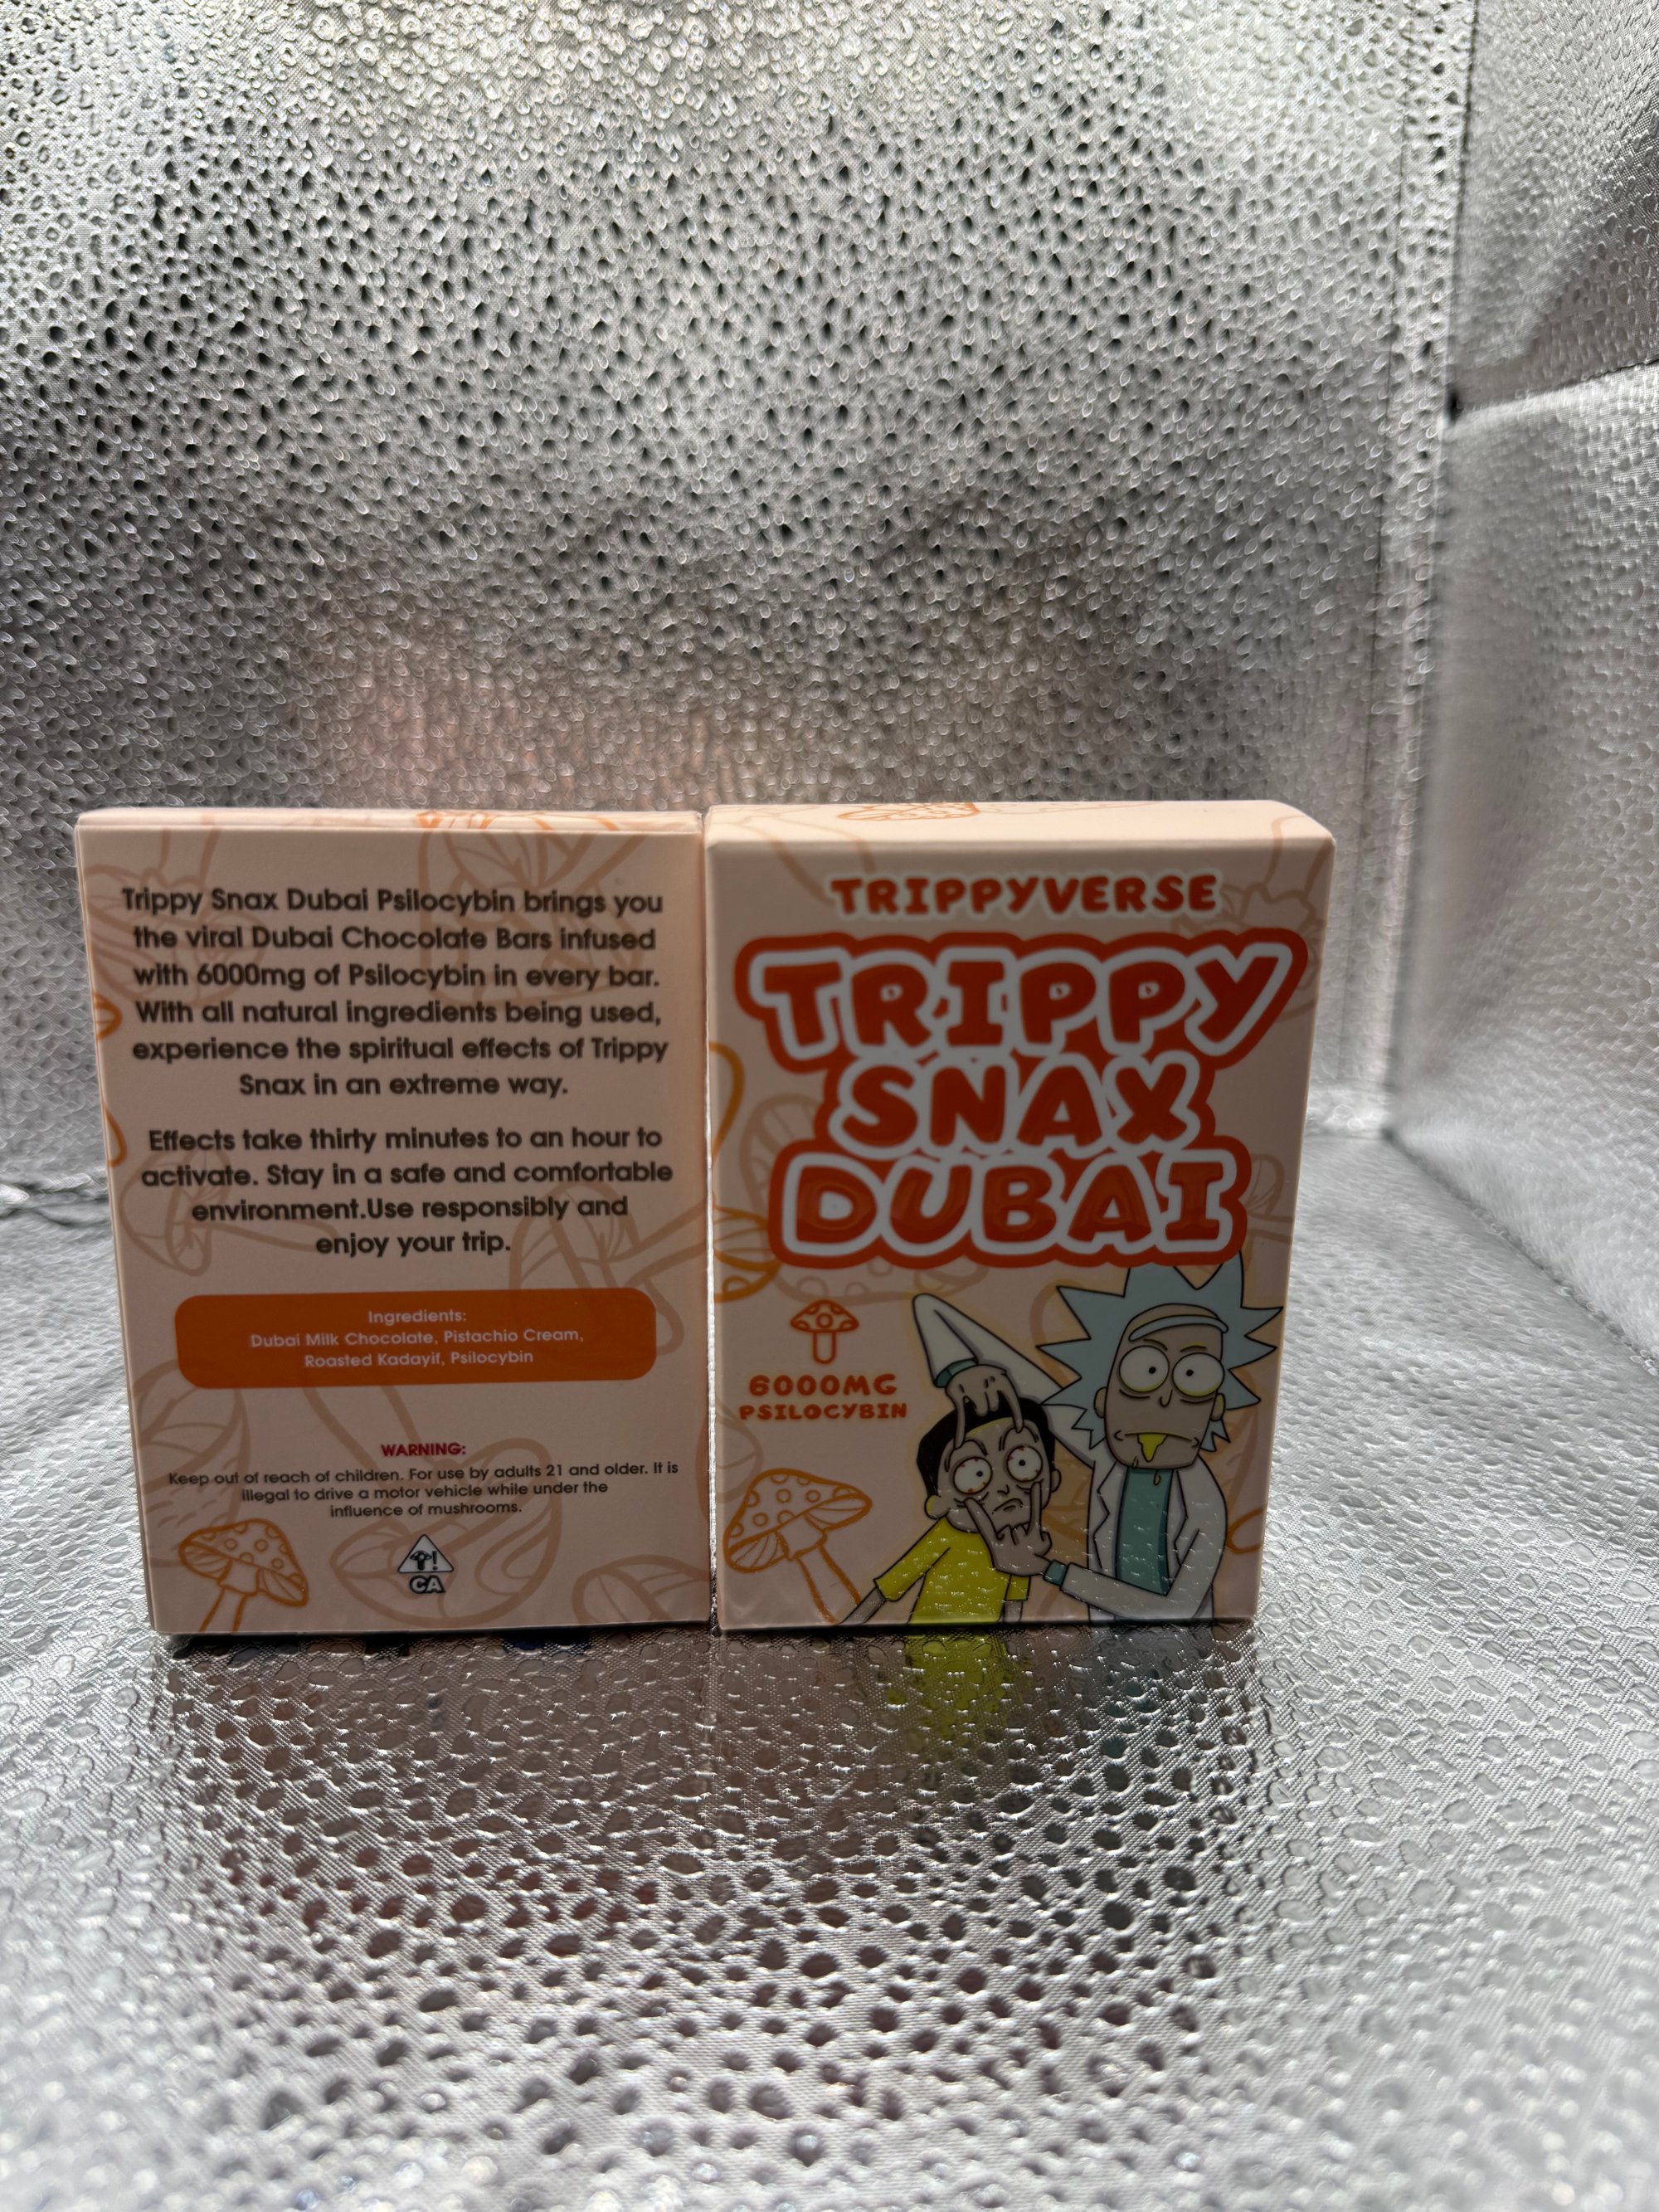 Trippy Snax Dubai Psilocybin brings you
the viral Dubai Chocolate Bars infused
with 6000mg of Psilocybin in every bar.
With all natural ingredients being used,
experience the spiritual effects of Trippy
Snax in an extreme way.
Effects take thirty minutes to an hour to
activate. Stay in a safe and comfortable
environment.Use responsibly and
enjoy your trip.
Ingredients:
Dubai Milk Chocolate, Pistachio Cream,
Roasted Kadayif, Psilocybin
WARNING:
Keep out of reach of children. For use by adults 21 and older. It is
illegal to drive a motor vehicle while under the
influence of mushrooms.
!
CA
TRIPPYVERSE
TRIPPY
SNAX
DUBAI
6000MG
PSILOCYBIN